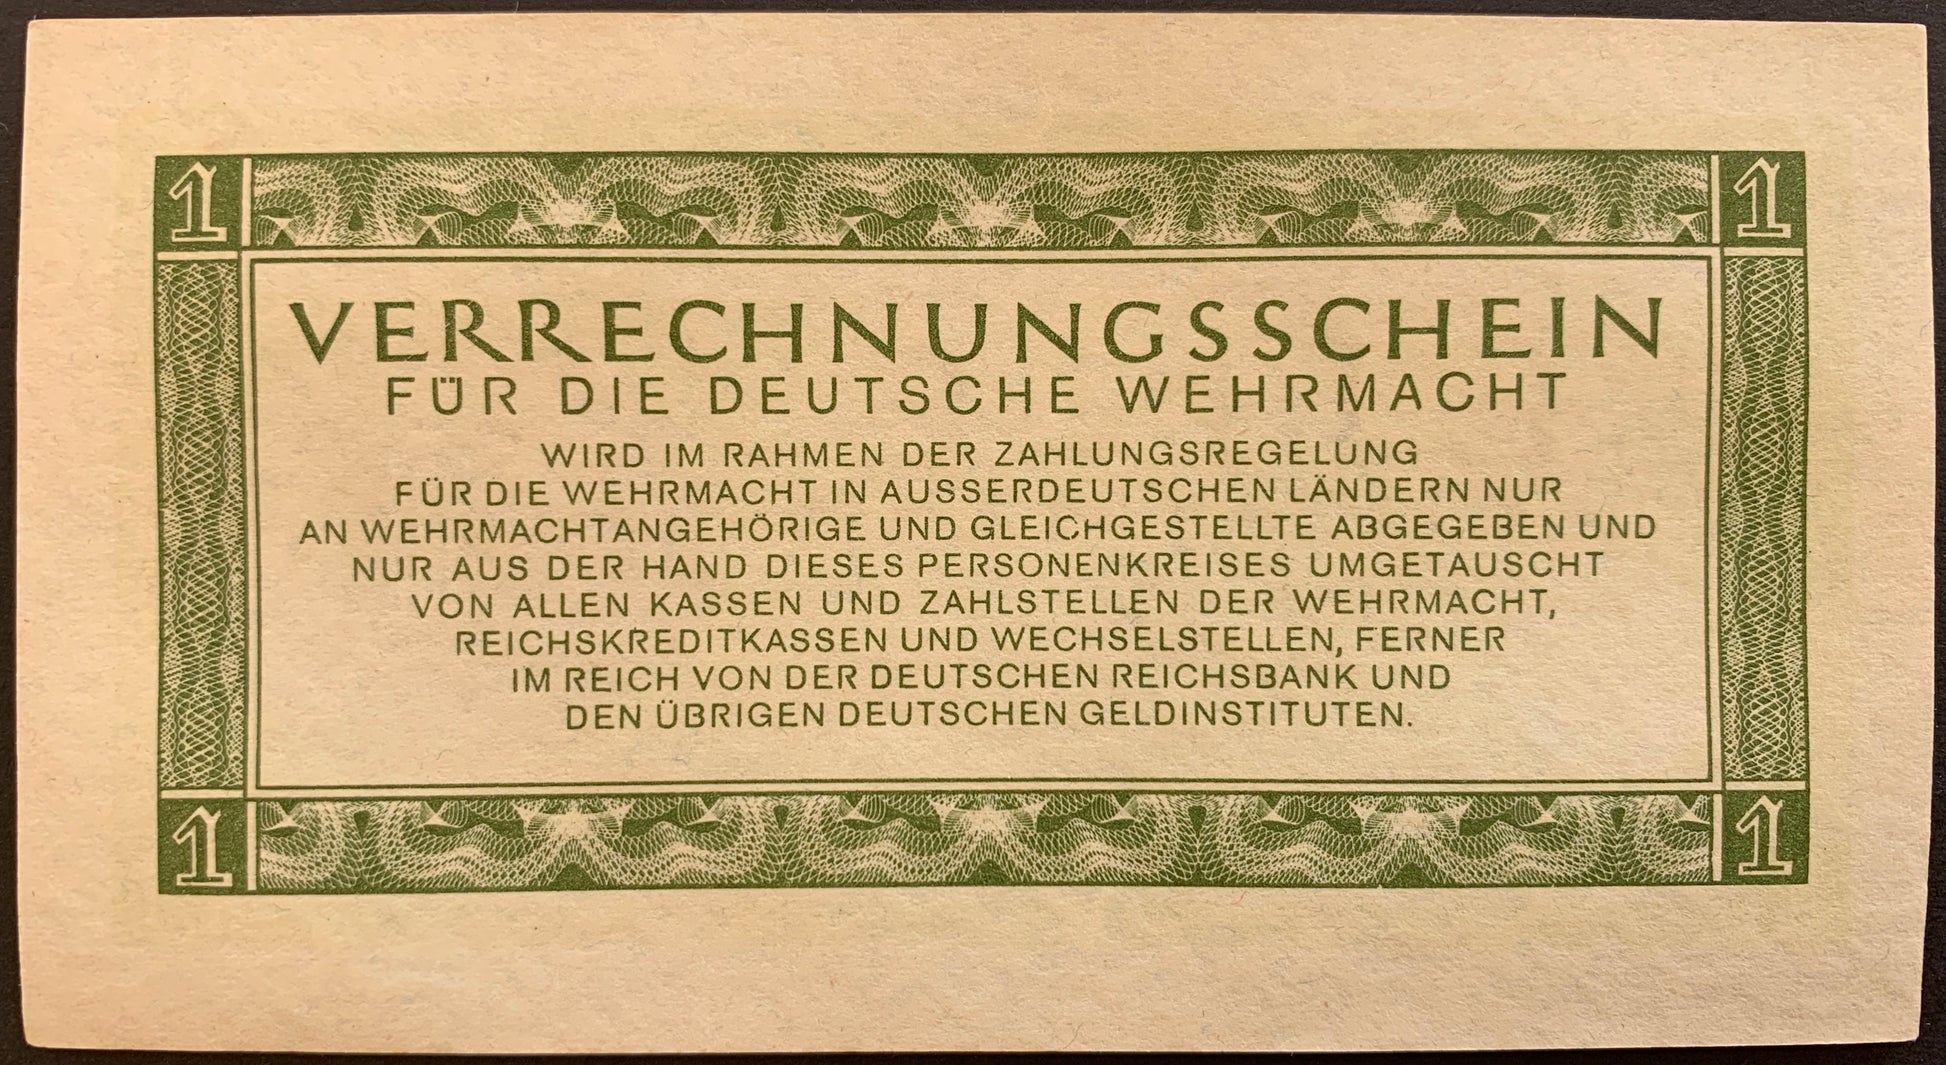 1 1
VERRECHNUNGSSCHEIN
FÜR DIE DEUTSCHE WEHRMACHT
WIRD IM RAHMEN DER ZAHLUNGSREGELUNG
FÜR DIE WEHRMACHT IN AUSSERDEUTSCHEN LÄNDERN NUR
AN WEHRMACHTANGEHÖRIGE UND GLEICHGESTELLTE ABGEGEBEN UND
NUR AUS DER HAND DIESES PERSONENKREISES UMGETAUSCHT
VON ALLEN KASSEN UND ZAHLSTELLEN DER WEHRMACHT,
REICHSKREDITKASSEN UND WECHSELSTELLEN, FERNER
IM REICH VON DER DEUTSCHEN REICHSBANK UND
DEN ÜBRIGEN DEUTSCHEN GELDINSTITUTEN.
1 1